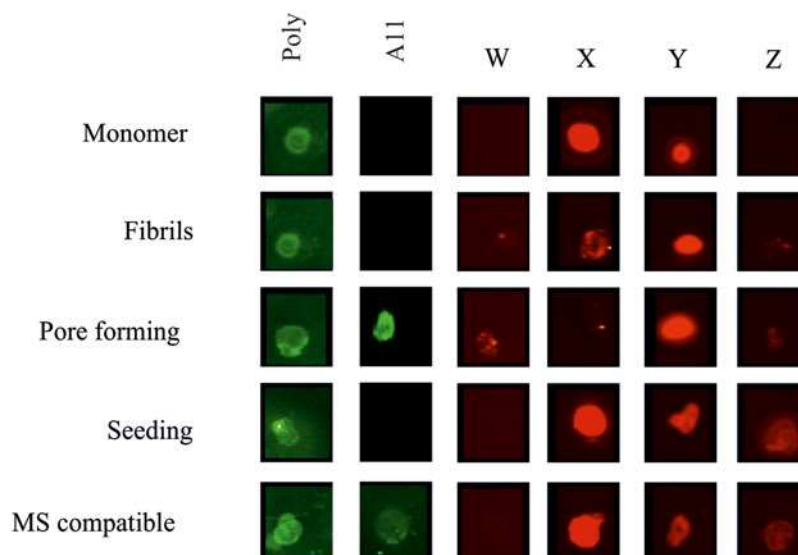 Poly A11 W X Y Z
Monomer
Fibrils
Pore forming
Seeding
MS compatible